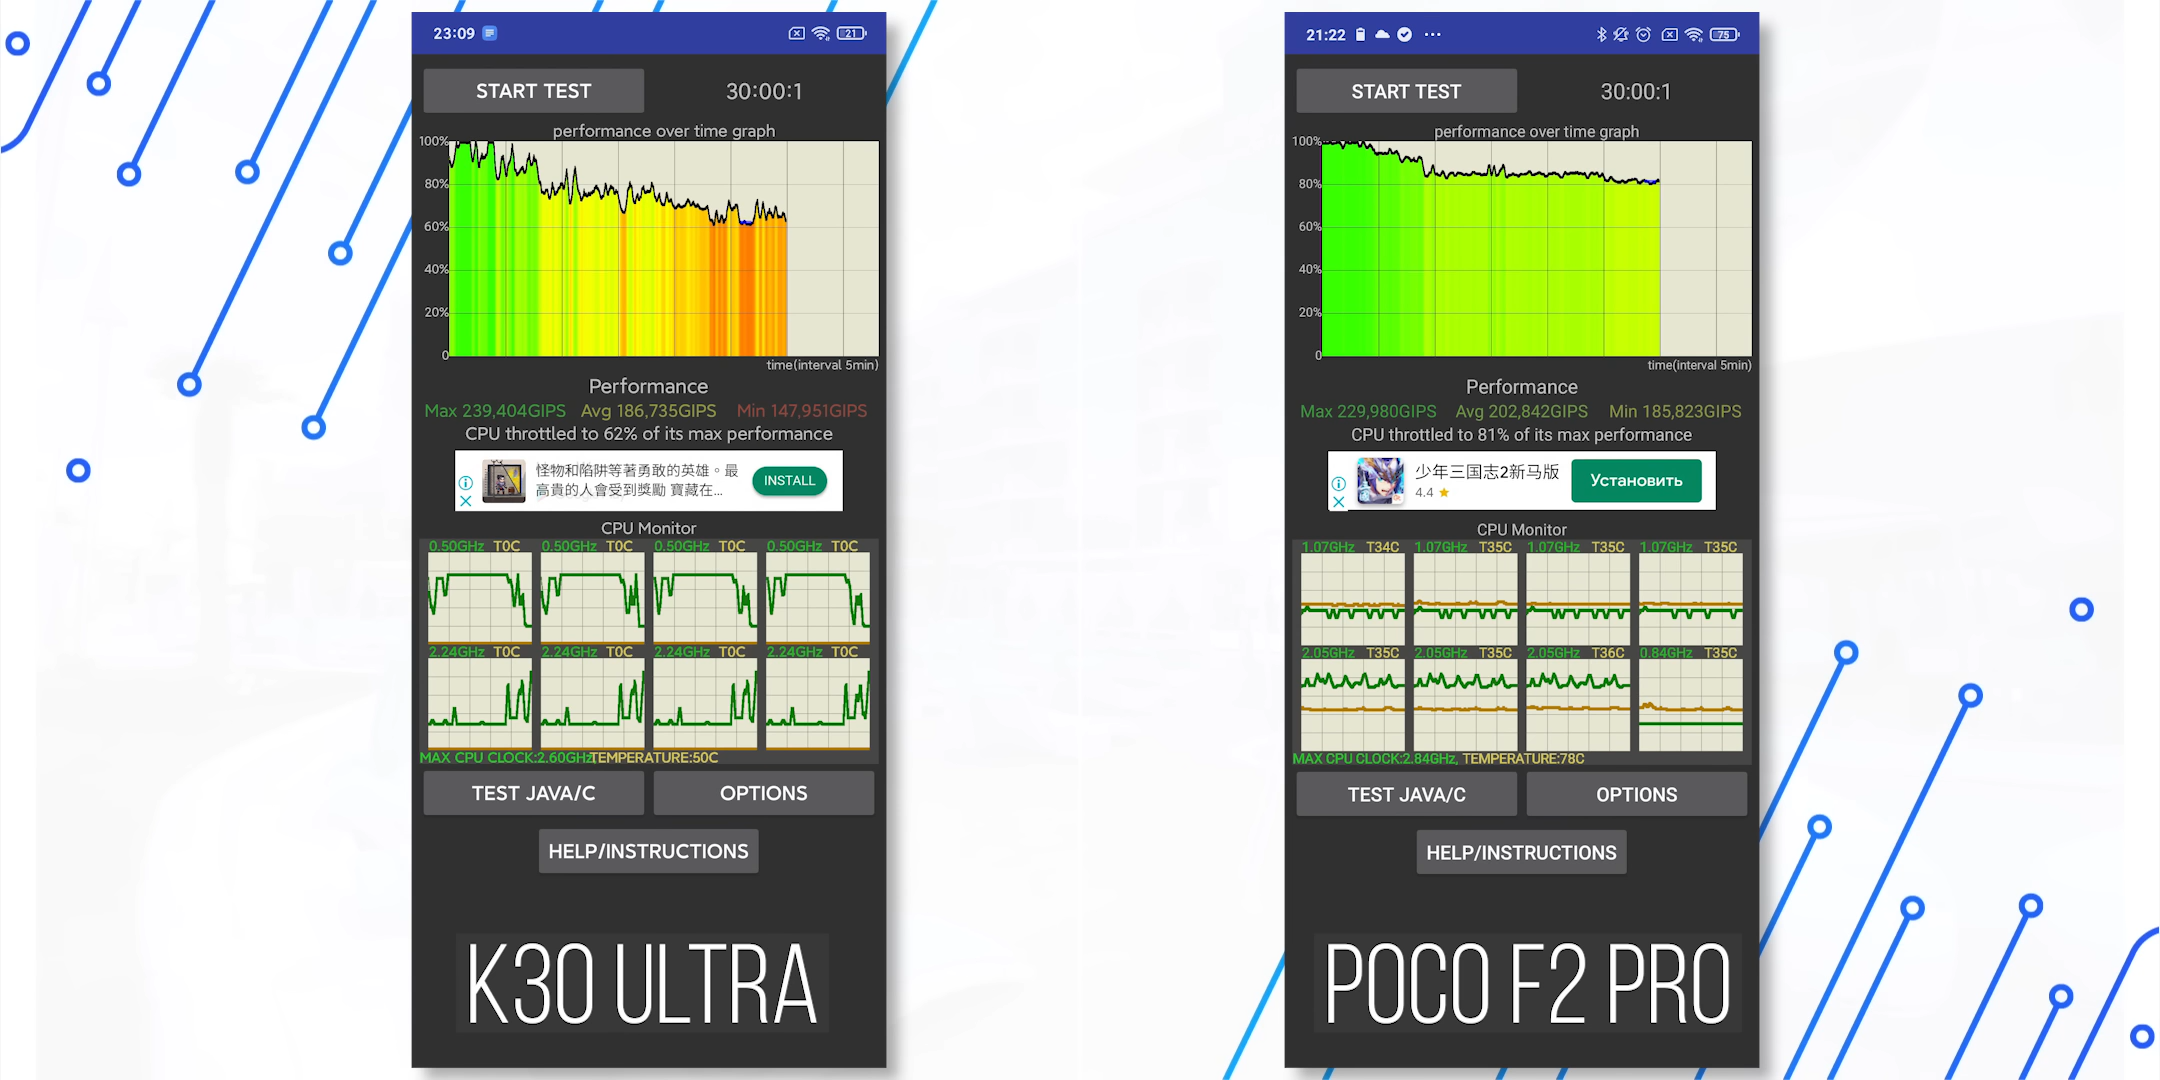 23:09
21
START TEST
30:00:1
performance over time graph
100%
80%
60%
40%
20%
0
time(interval 5min)
Performance
Max 239,404GIPS Avg 186,735GIPS Min 147,951GIPS
CPU throttled to 62% of its max performance
怪物和陷阱等著勇敢的英雄。最
高貴的人會受到獎勵 寶藏在...
INSTALL
CPU Monitor
0.50GHz T0C 0.50GHz T0C 0.50GHz T0C 0.50GHz T0C
2.24GHz T0C 2.24GHz T0C 2.24GHz T0C 2.24GHz T0C
MAX CPU CLOCK:2.60GHz TEMPERATURE:50C
TEST JAVA/C
OPTIONS
HELP/INSTRUCTIONS
K30 ULTRA
21:22
75
START TEST
30:00:1
performance over time graph
100%
80%
60%
40%
20%
0
time(interval 5min)
Performance
Max 229,980GIPS Avg 202,842GIPS Min 185,823GIPS
CPU throttled to 81% of its max performance
少年三国志2新马版
4.4
Установить
CPU Monitor
1.07GHz T34C 1.07GHz T35C 1.07GHz T35C 1.07GHz T35C
2.05GHz T35C 2.05GHz T35C 2.05GHz T36C 0.84GHz T35C
MAX CPU CLOCK:2.84GHz, TEMPERATURE:78C
TEST JAVA/C
OPTIONS
HELP/INSTRUCTIONS
POCO F2 PRO